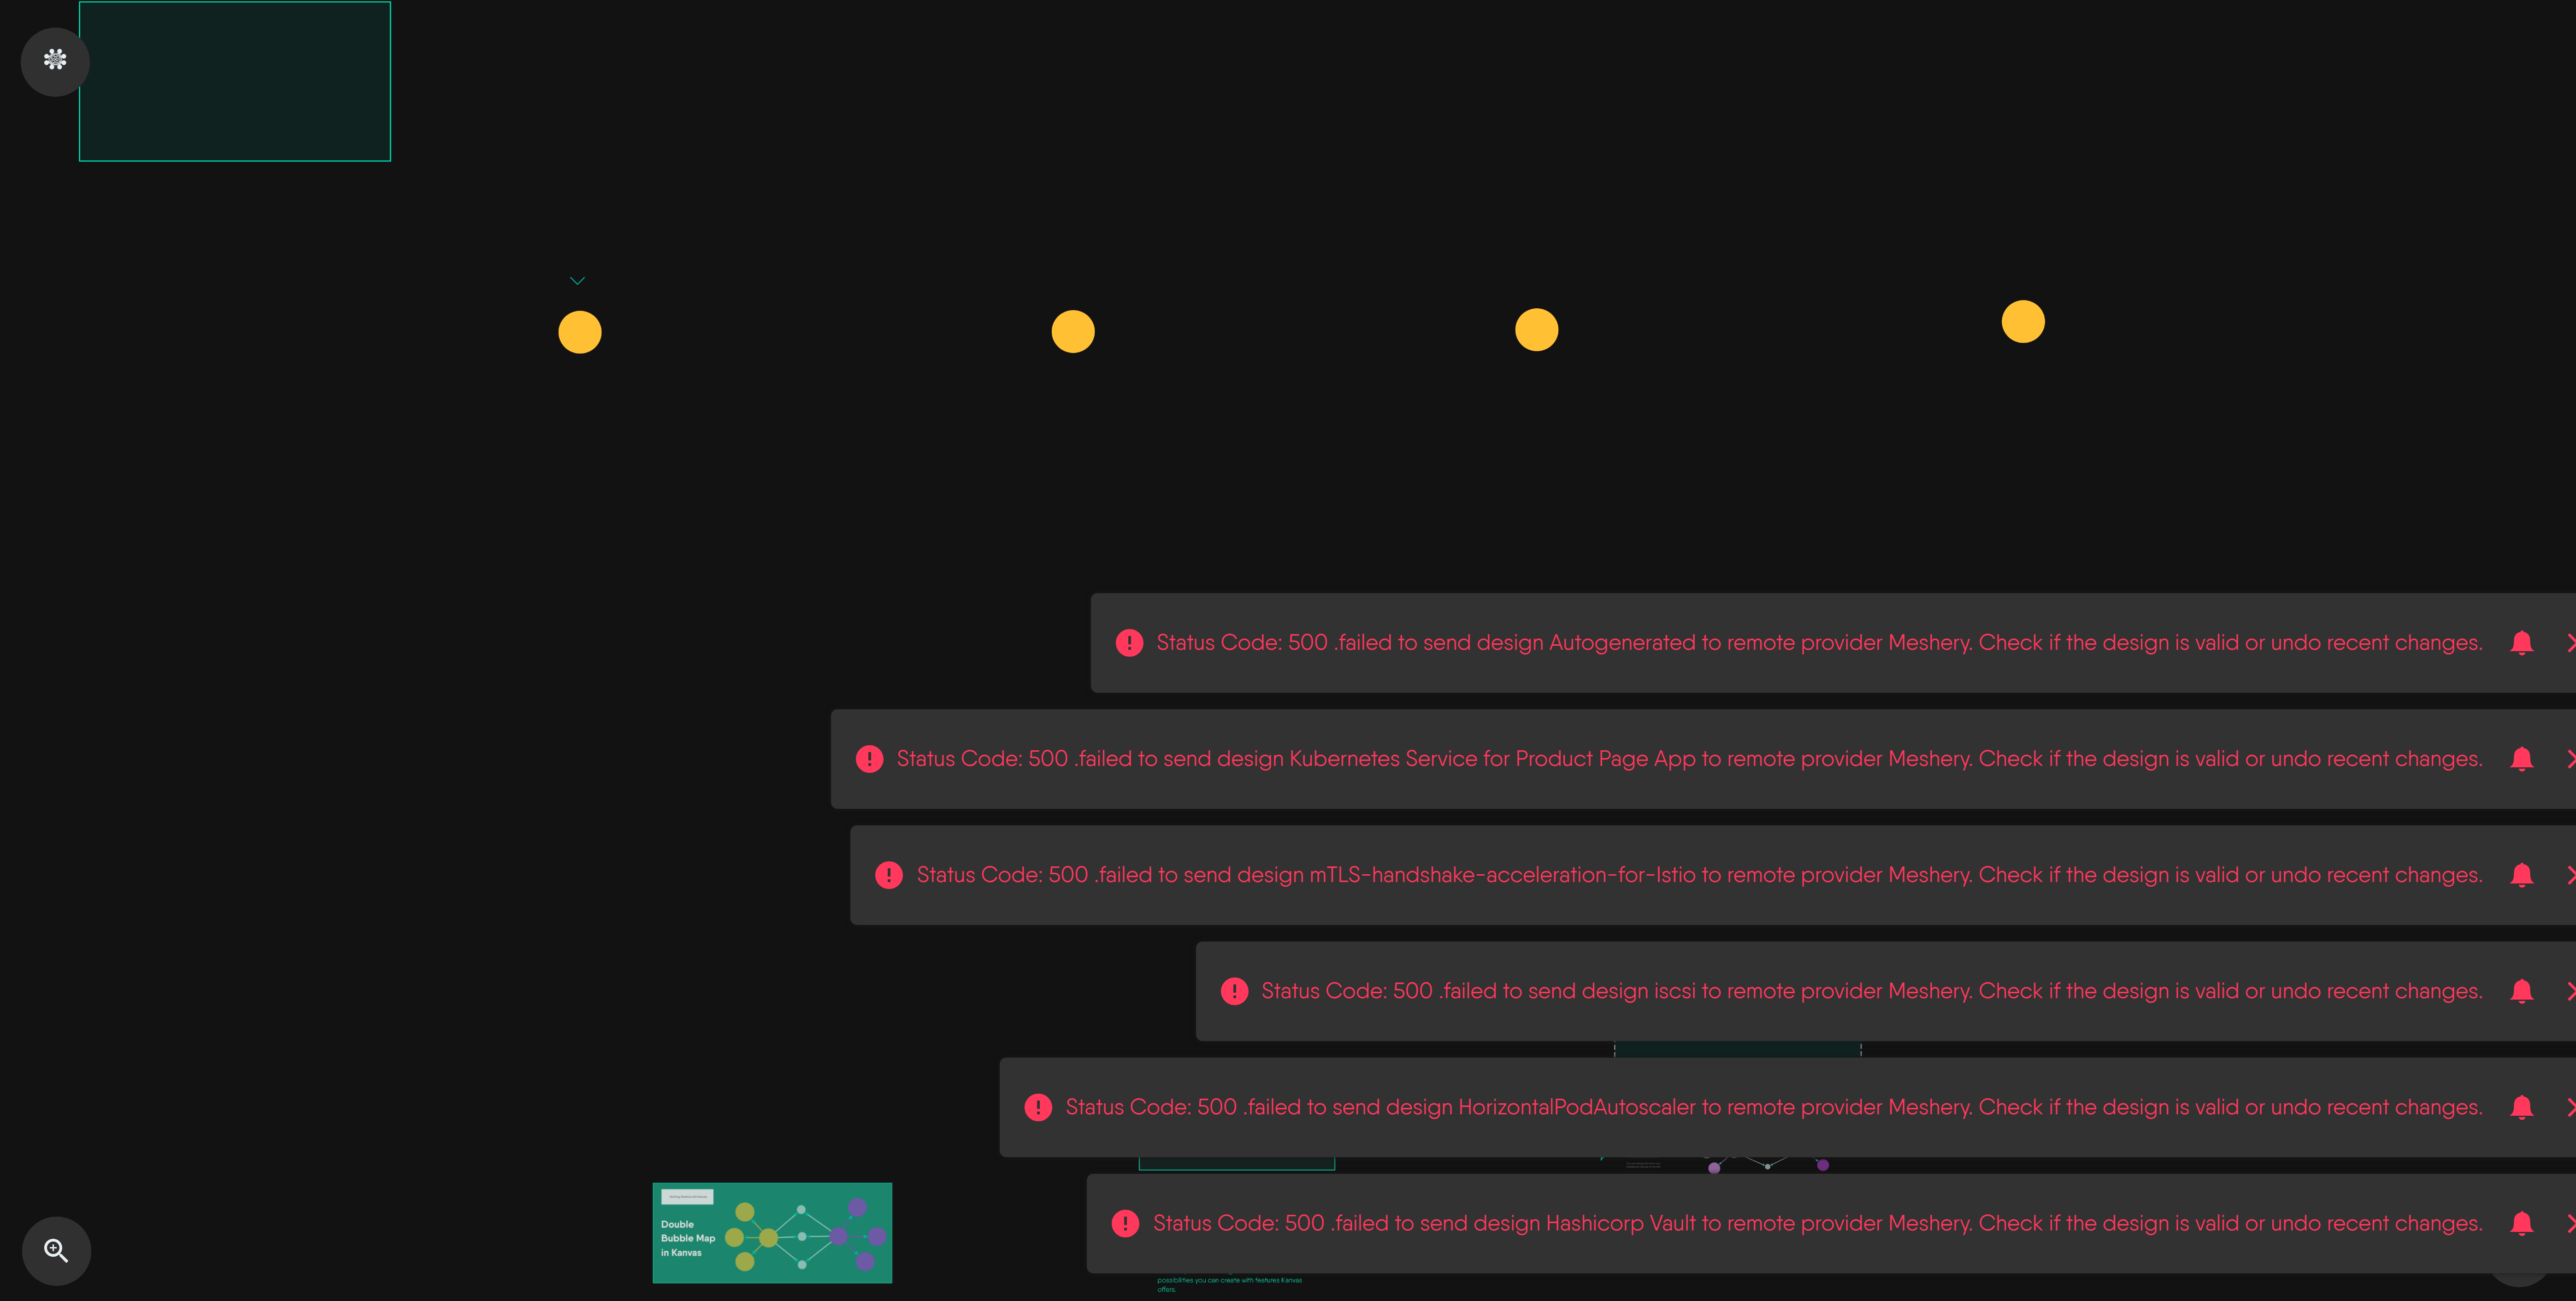 Status Code: 500 .failed to send design Autogenerated to remote provider Meshery. Check if the design is valid or undo recent changes.
Status Code: 500 .failed to send design Kubernetes Service for Product Page App to remote provider Meshery. Check if the design is valid or undo recent changes.
Status Code: 500 .failed to send design mTLS-handshake-acceleration-for-Istio to remote provider Meshery. Check if the design is valid or undo recent changes.
Status Code: 500 .failed to send design iscsi to remote provider Meshery. Check if the design is valid or undo recent changes.
Status Code: 500 .failed to send design HorizontalPodAutoscaler to remote provider Meshery. Check if the design is valid or undo recent changes.
Status Code: 500 .failed to send design Hashicorp Vault to remote provider Meshery. Check if the design is valid or undo recent changes.
Double
Bubble Map
in Kanvas
possibilities you can create with features Kanvas
offers.